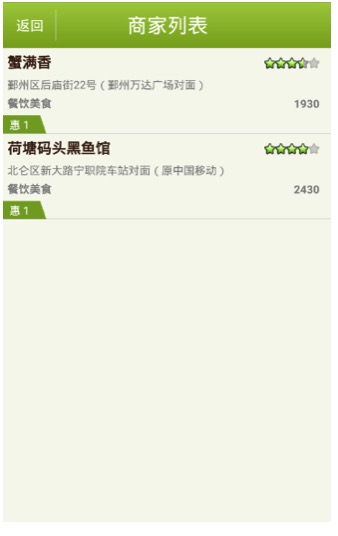 返回
商家列表
蟹满香
鄞州区后庙街22号（鄞州万达广场对面）
餐饮美食 1930
惠 1
荷塘码头黑鱼馆
北仑区新大路宁职院车站对面（原中国移动）
餐饮美食 2430
惠 1